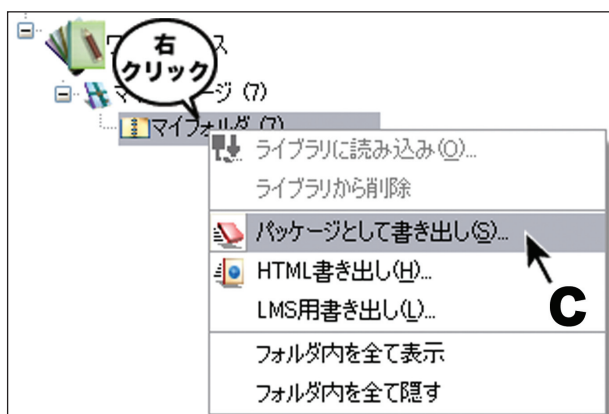 ワ
ス
右
クリック
マイ
ージ (7)
マイフォルダ (7)
ライブラリに読み込み(O)...
ライブラリから削除
パッケージとして書き出し(S)...
HTML書き出し(H)...
C
LMS用書き出し(L)...
フォルダ内を全て表示
フォルダ内を全て隠す